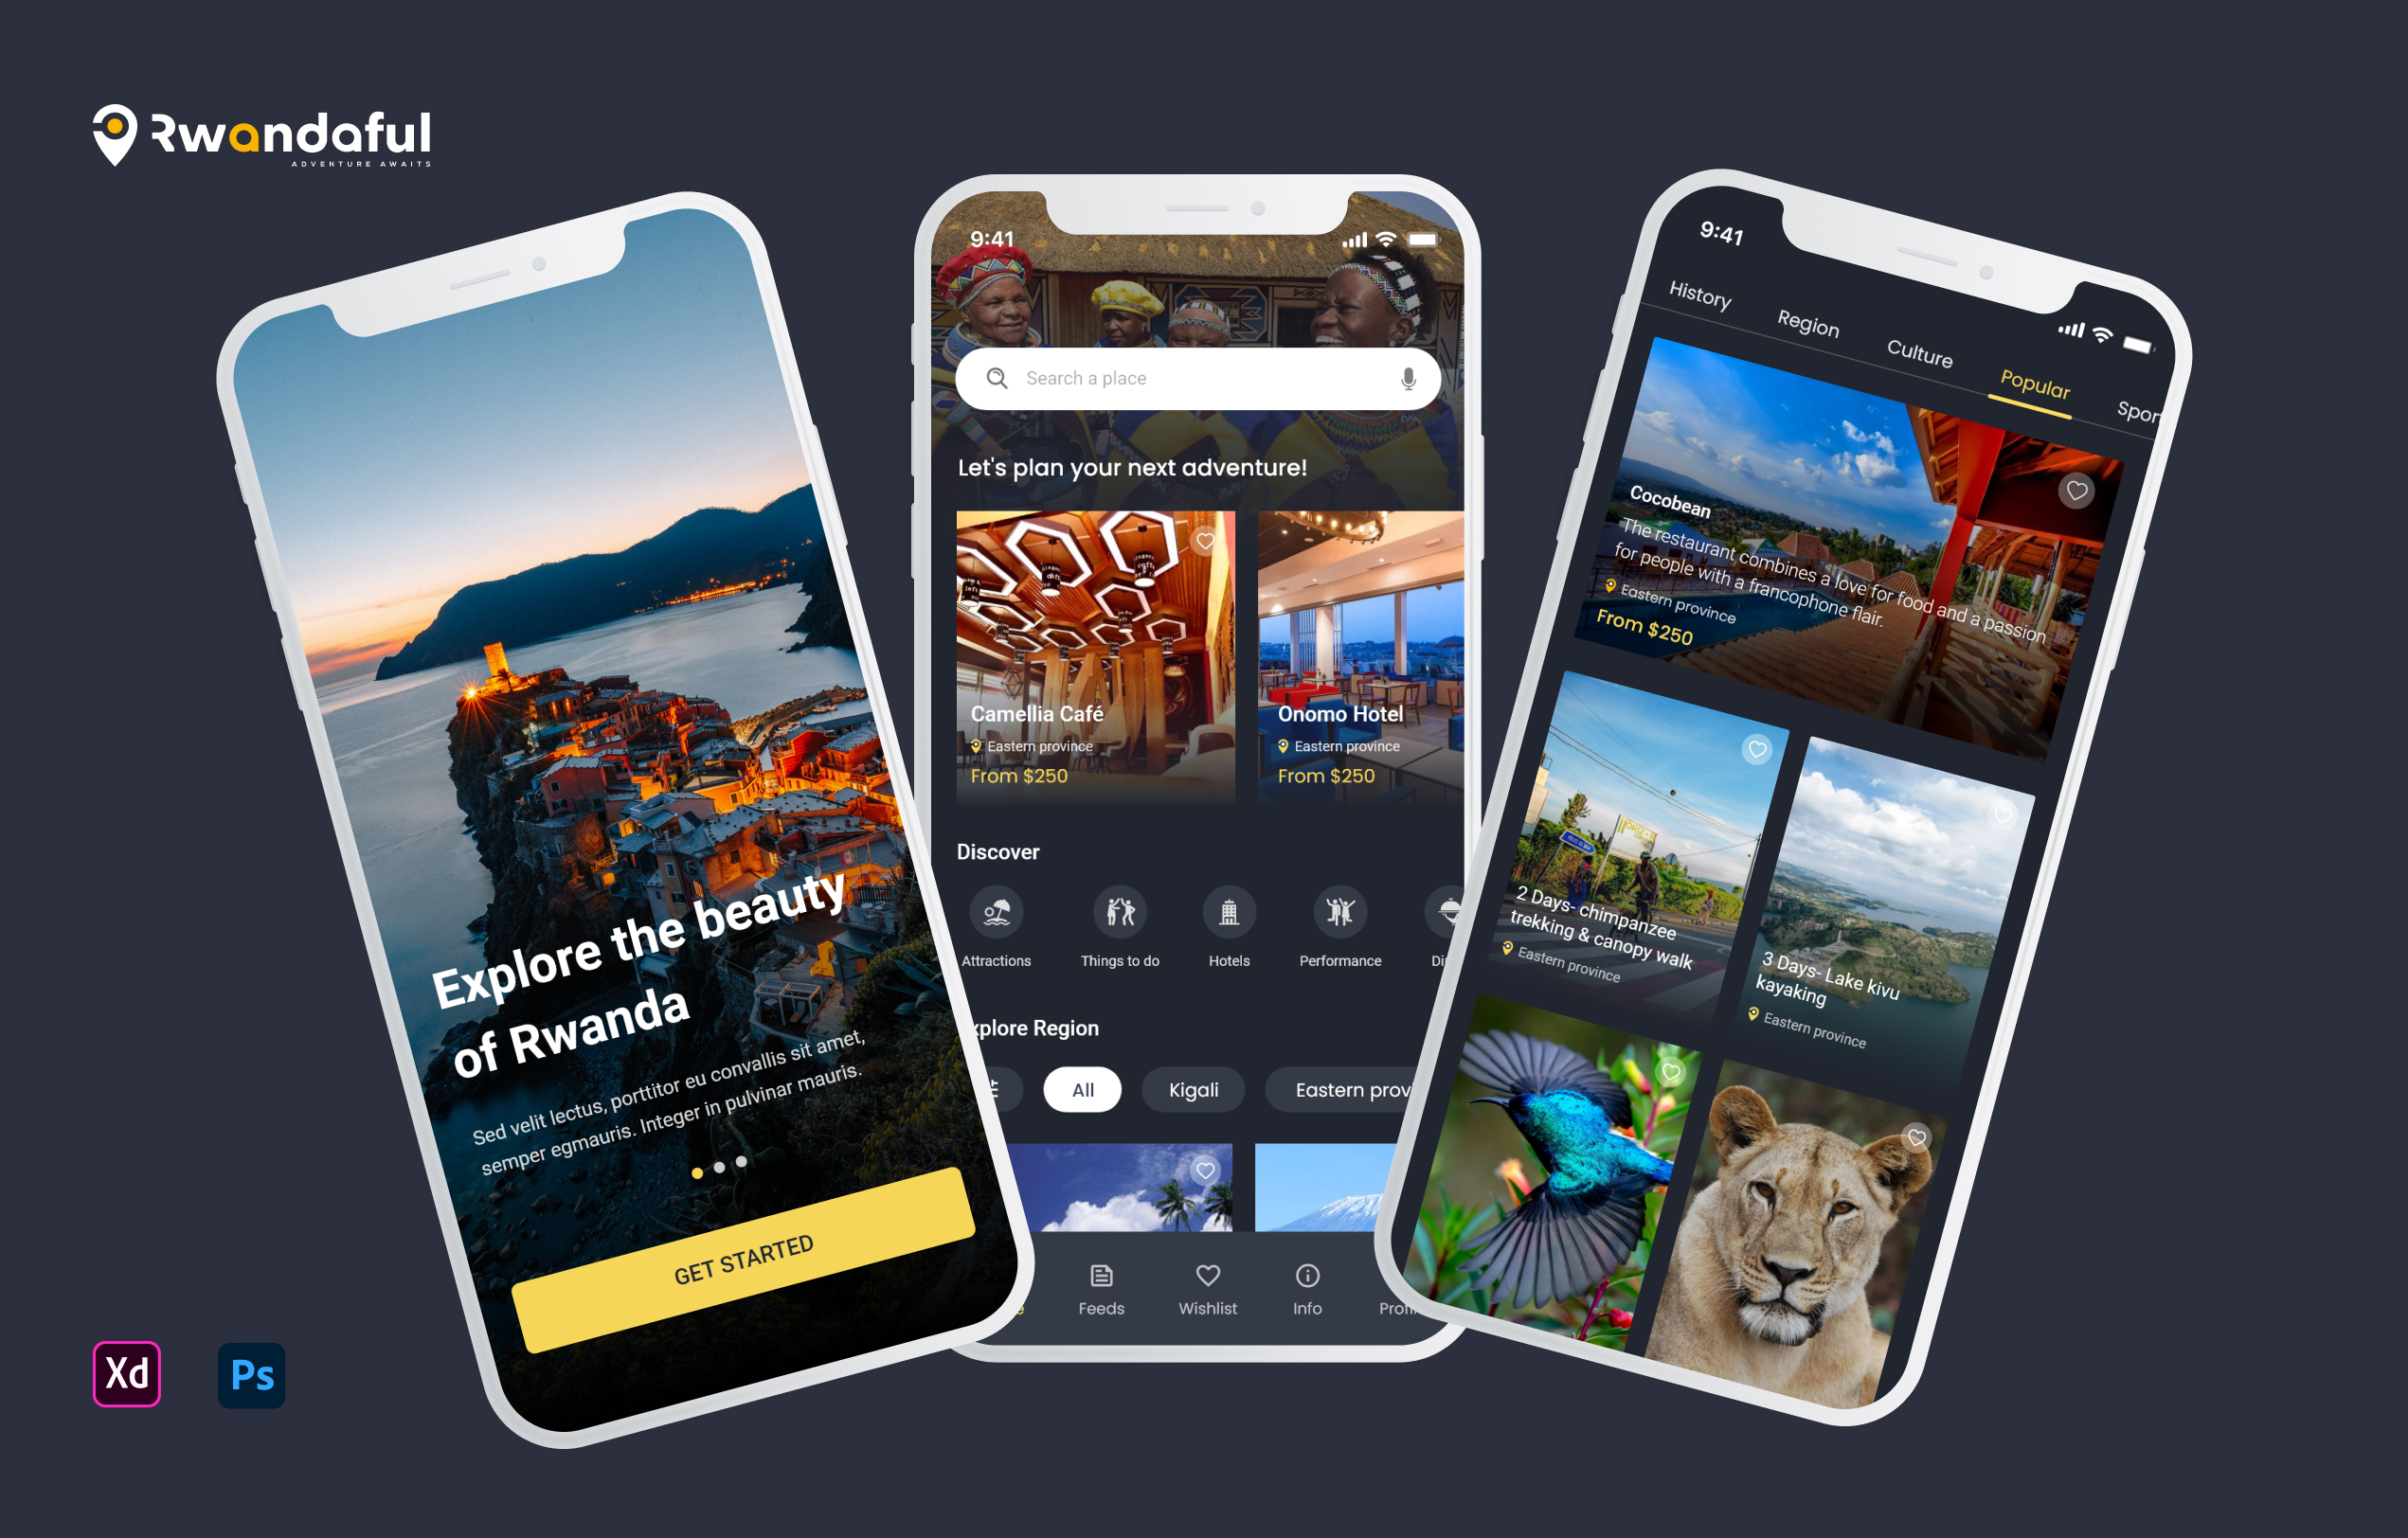 Rwandaful
ADVENTURE AWAITS
Explore the beauty
of Rwanda
Sed velit lectus, porttitor eu convallis sit amet,
semper egmauris. Integer in pulvinar mauris.
GET STARTED
9:41
Search a place
Let's plan your next adventure!
Camellia Café
Eastern province
From $250
Onomo Hotel
Eastern province
From $250
Discover
Attractions
Things to do
Hotels
Performance
Di
xplore Region
All
Kigali
Eastern prov
Feeds
Wishlist
Info
Prof
9:41
History
Region
Culture
Popular
Spor
Cocobean
The restaurant combines a love for food and a passion
for people with a francophone flair.
Eastern province
From $250
2 Days- chimpanzee
trekking & canopy walk
Eastern province
3 Days- Lake kivu
kayaking
Eastern province
Xd
Ps